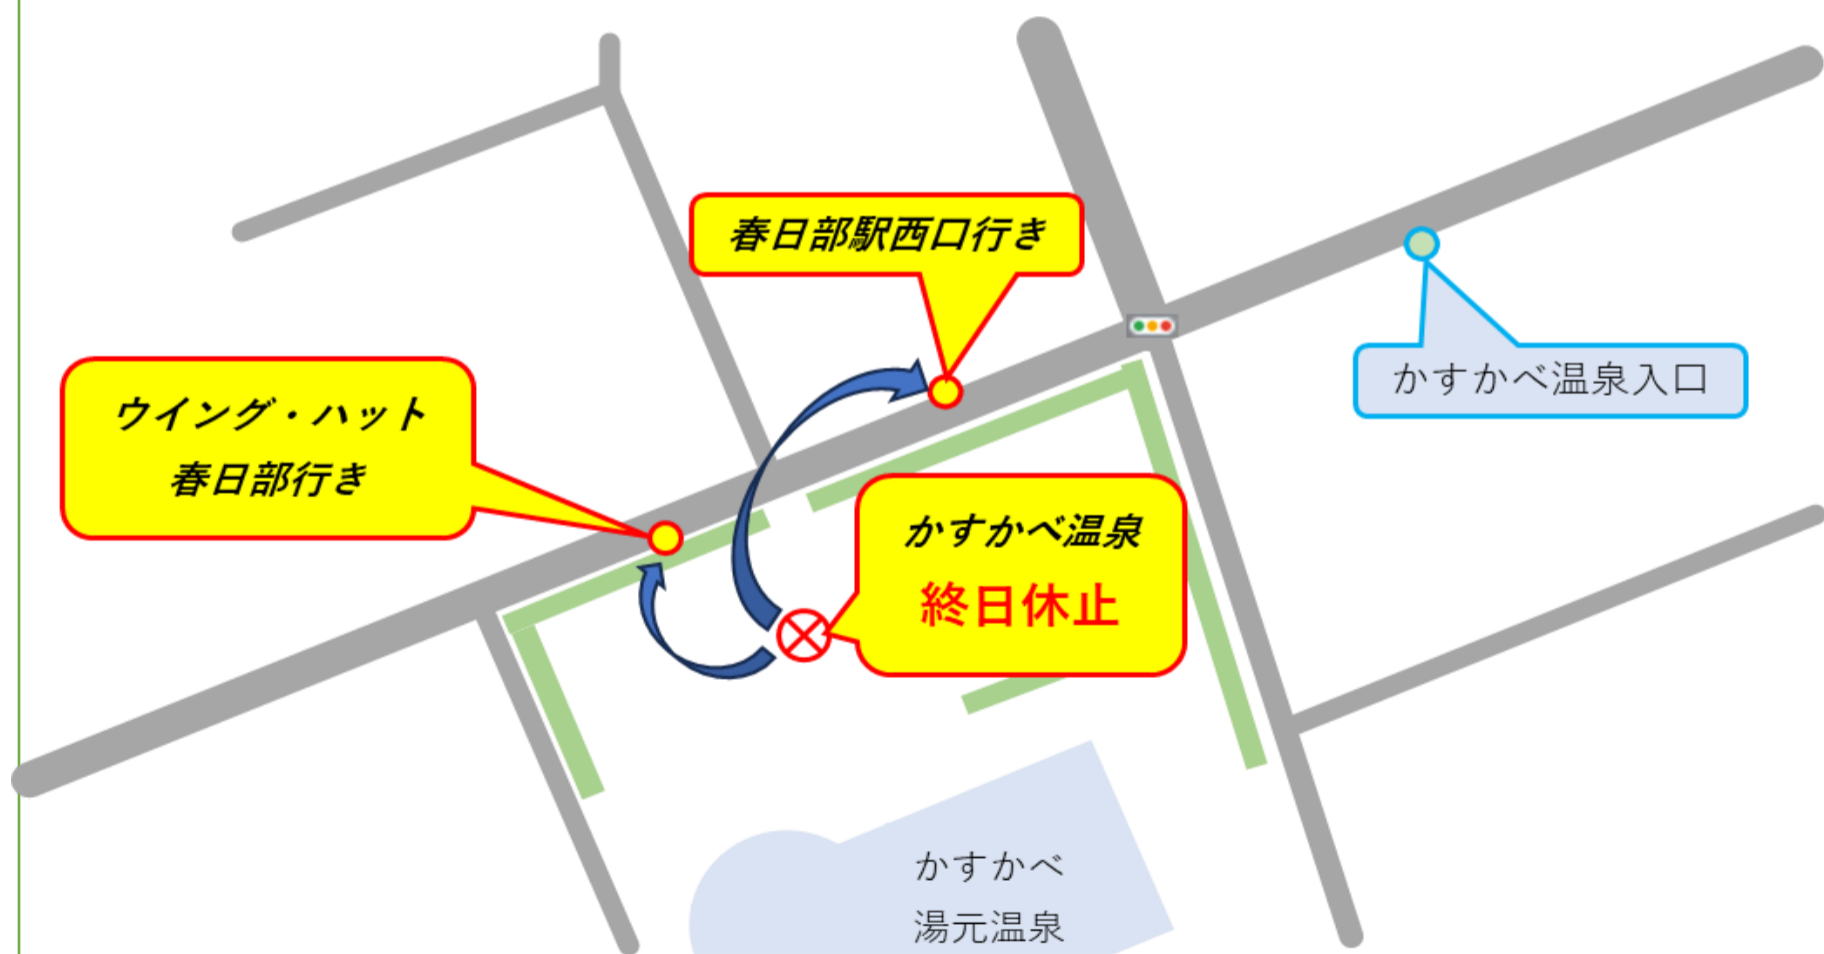 春日部駅西口行き
かすかべ温泉入口
ウイング・ハット
春日部行き
かすかべ温泉
終日休止
かすかべ
湯元温泉